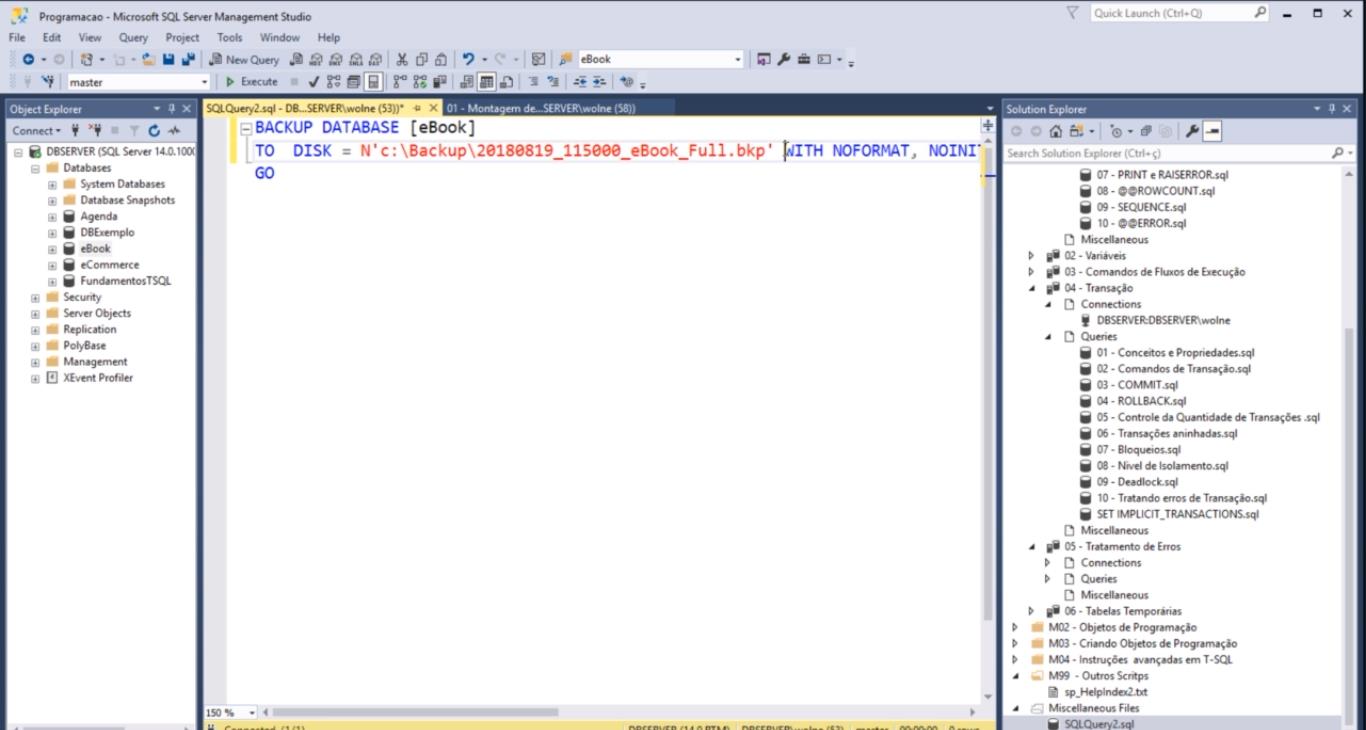 Programacao - Microsoft SQL Server Management Studio
Quick Launch (Ctrl+Q)
File Edit View Query Project Tools Window Help
New Query
eBook
master
Execute
Object Explorer
Connect
DBSERVER (SQL Server 14.0.1000
Databases
System Databases
Database Snapshots
Agenda
DBExemplo
eBook
eCommerce
FundamentosTSQL
Security
Server Objects
Replication
PolyBase
Management
XEvent Profiler
SQLQuery2.sql - DB...SERVER\wolne (53))* 01 - Montagem de...SERVER\wolne (58))
BACKUP DATABASE [eBook]
TO DISK = N'c:\Backup\20180819_115000_eBook_Full.bkp' WITH NOFORMAT, NOINIT
GO
150 %
Connected. (1/1) DBSERVER (14.0 RTM) DBSERVER\wolne (53) master 00:00:00 0 rows
Solution Explorer
Search Solution Explorer (Ctrl+ç)
07 - PRINT e RAISERROR.sql
08 - @@ROWCOUNT.sql
09 - SEQUENCE.sql
10 - @@ERROR.sql
Miscellaneous
02 - Variáveis
03 - Comandos de Fluxos de Execução
04 - Transação
Connections
DBSERVER:DBSERVER\wolne
Queries
01 - Conceitos e Propriedades.sql
02 - Comandos de Transação.sql
03 - COMMIT.sql
04 - ROLLBACK.sql
05 - Controle da Quantidade de Transações .sql
06 - Transações aninhadas.sql
07 - Bloqueios.sql
08 - Nivel de Isolamento.sql
09 - Deadlock.sql
10 - Tratando erros de Transação.sql
SET IMPLICIT_TRANSACTIONS.sql
Miscellaneous
05 - Tratamento de Erros
Connections
Queries
Miscellaneous
06 - Tabelas Temporárias
M02 - Objetos de Programação
M03 - Criando Objetos de Programação
M04 - Instruções avançadas em T-SQL
M99 - Outros Scritps
sp_HelpIndex2.txt
Miscellaneous Files
SQLQuery2.sql